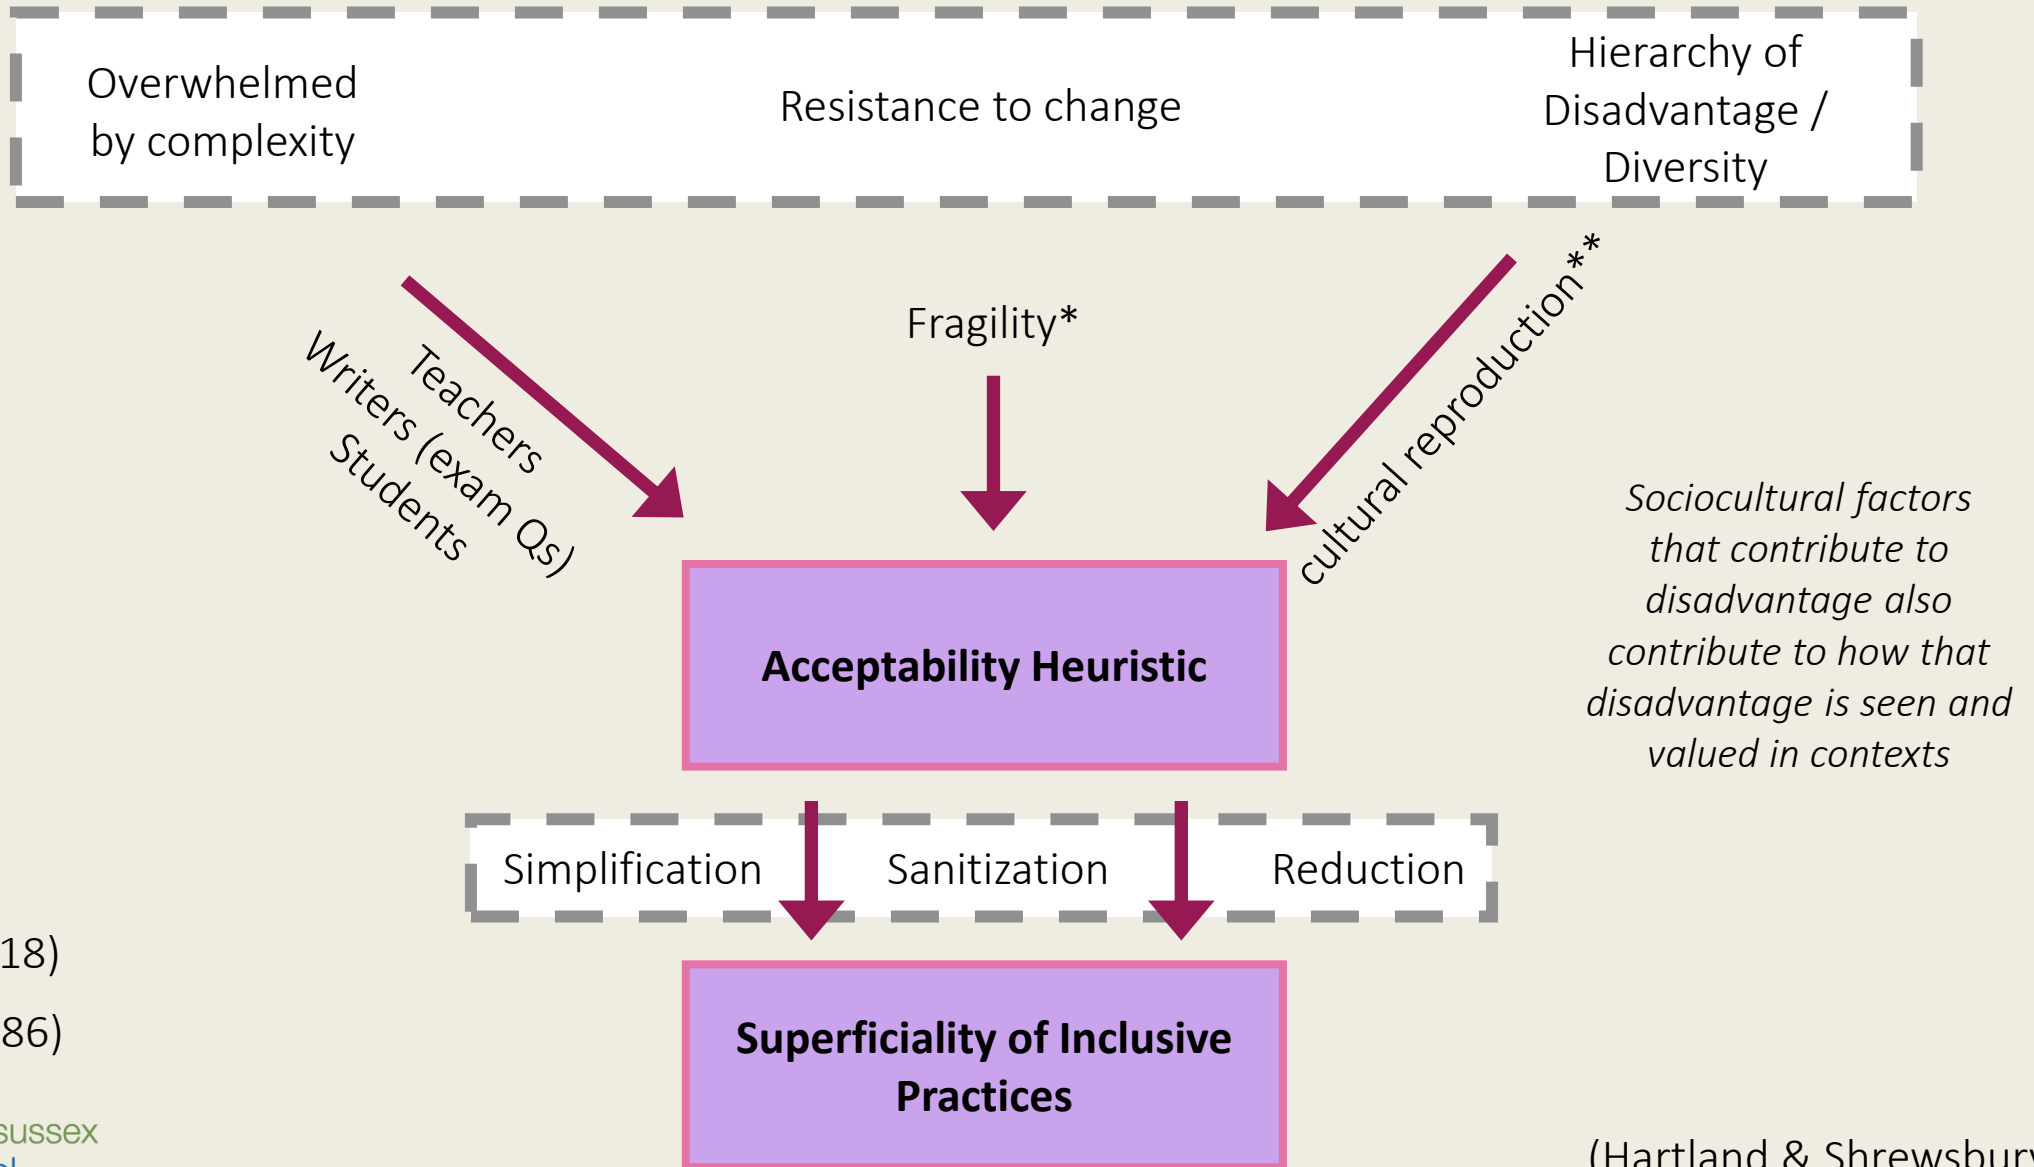 Overwhelmed
by complexity
Resistance to change
Hierarchy of
Disadvantage /
Diversity
Teachers
Writers (exam Qs)
Students
Fragility*
cultural reproduction**
Sociocultural factors
that contribute to
disadvantage also
contribute to how that
disadvantage is seen and
valued in contexts
Acceptability Heuristic
Simplification
Sanitization
Reduction
18)
86)
Superficiality of Inclusive
Practices
sussex
(Hartland & Shrewsbury